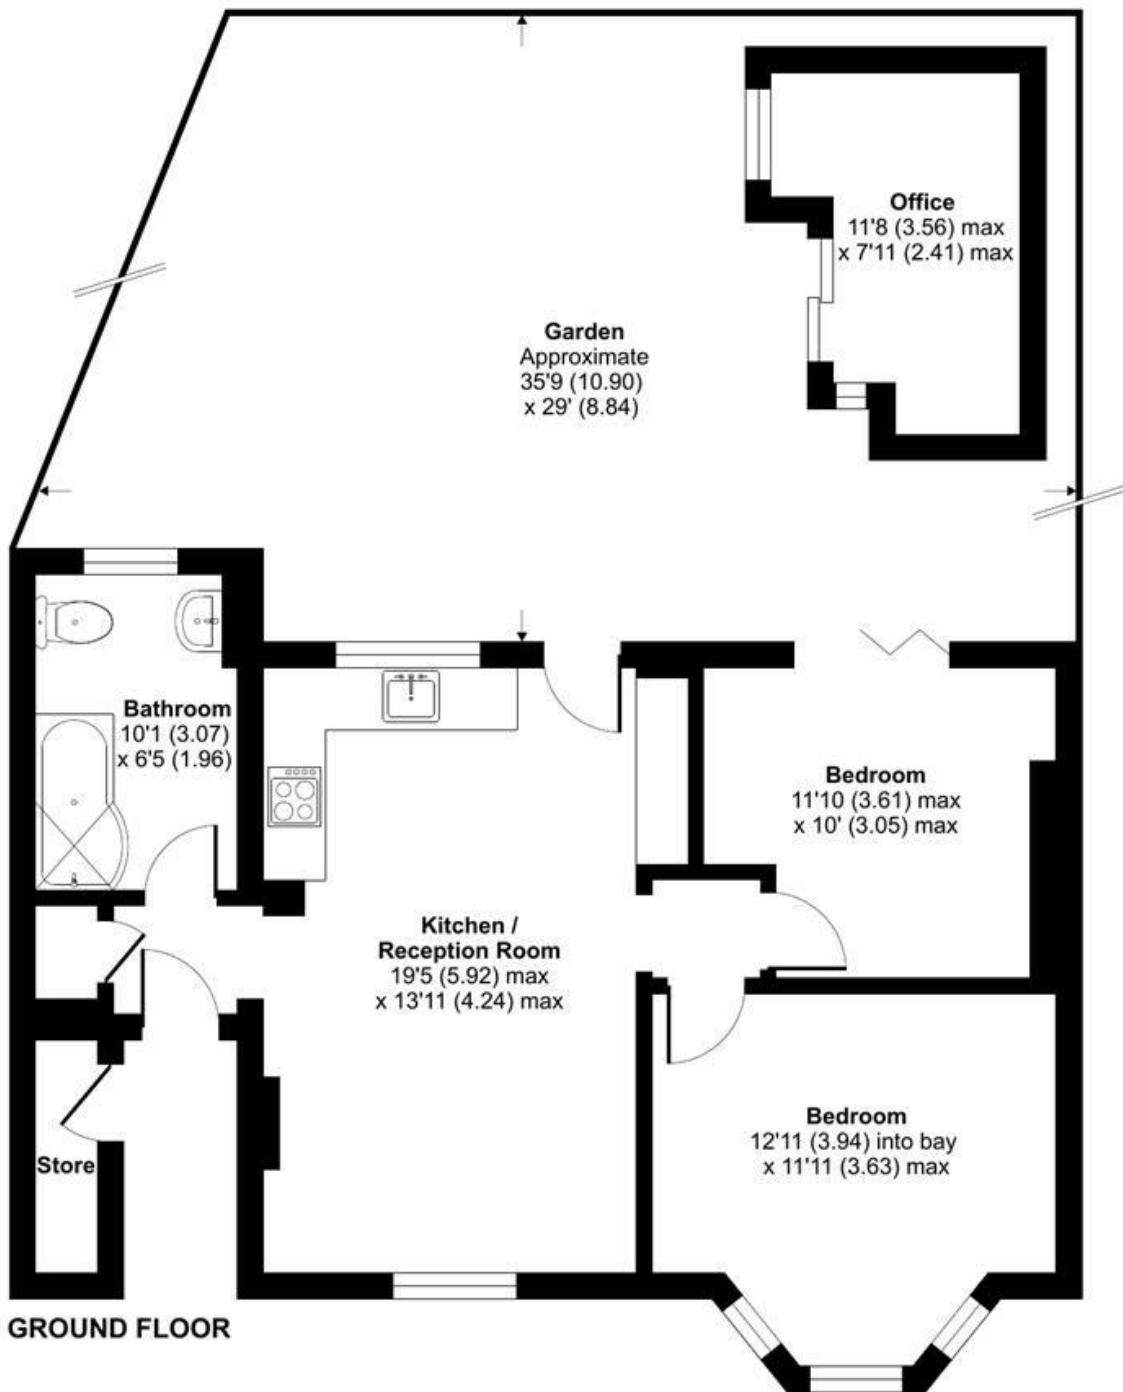 Office
11'8 (3.56) max
x 7'11 (2.41) max
Garden
Approximate
35'9 (10.90)
x 29' (8.84)
Bathroom
10'1 (3.07)
x 6'5 (1.96)
Bedroom
11'10 (3.61) max
x 10' (3.05) max
Kitchen /
Reception Room
19'5 (5.92) max
x 13'11 (4.24) max
Bedroom
12'11 (3.94) into bay
x 11'11 (3.63) max
Store
GROUND FLOOR